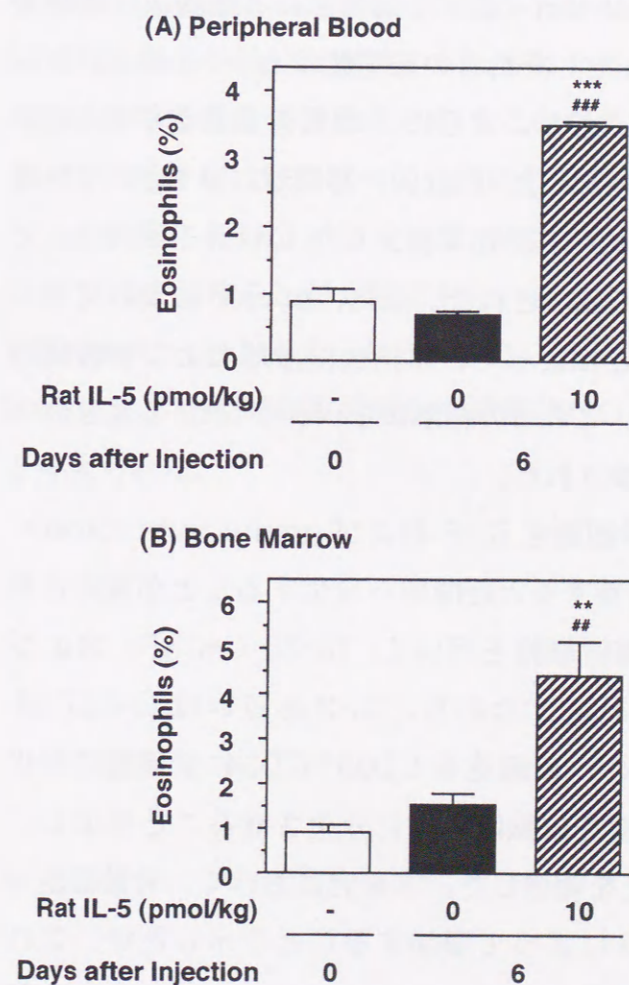 (A) Peripheral Blood
Eosinophils (%)
4
3
2
1
0
***
###
Rat IL-5 (pmol/kg) - 0 10
Days after Injection 0 6
(B) Bone Marrow
Eosinophils (%)
6
5
4
3
2
1
0
**
##
Rat IL-5 (pmol/kg) - 0 10
Days after Injection 0 6